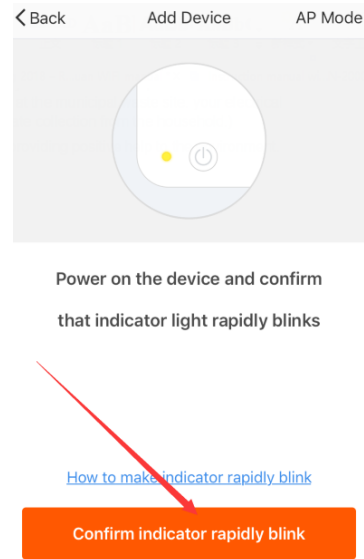 Back Add Device AP Mode
Power on the device and confirm
that indicator light rapidly blinks
How to make indicator rapidly blink
Confirm indicator rapidly blink